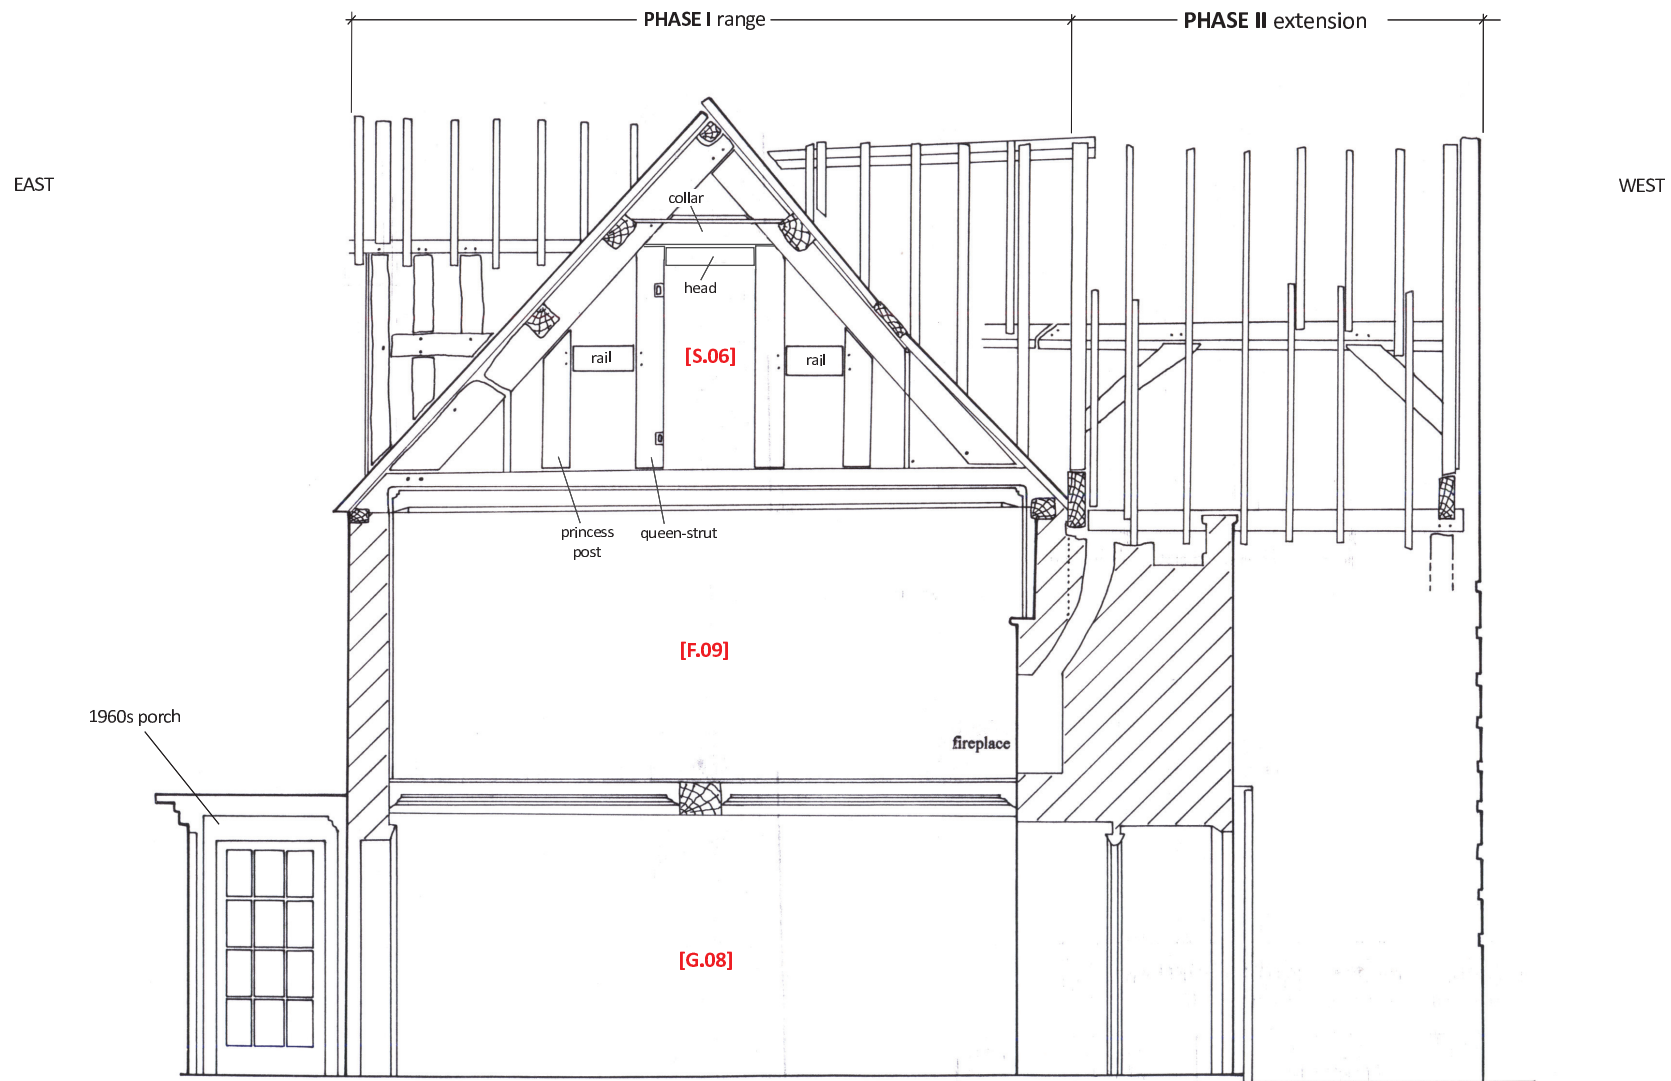 PHASE I range
PHASE II extension
EAST
WEST
collar
head
rail
[S.06]
rail
princess
post
queen-strut
[F.09]
1960s porch
fireplace
[G.08]